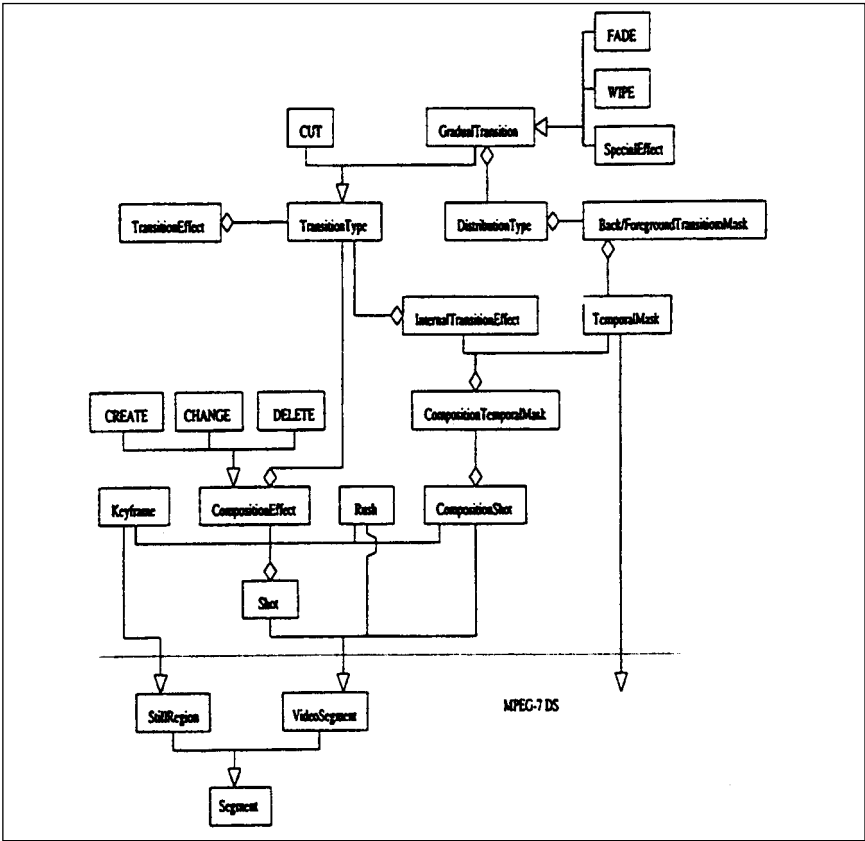 FADE
WIPE
CUT
GradualTransition
SpecialEffect
TransitionEffect
TransitionType
DistributionType
Back/ForegroundTransitionsMask
InternalTransitionEffect
TemporalMask
CREATE
CHANGE
DELETE
CompositionTemporalMask
Keyframe
CompositionEffect
Rush
CompositionShot
Shot
StillRegion
VideoSegment
MPEG-7 DS
Segment